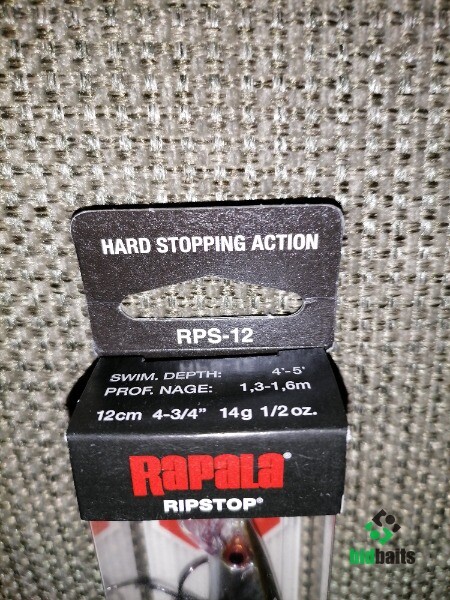 HARD STOPPING ACTION
RPS-12
SWIM. DEPTH: 4'-5'
PROF. NAGE: 1,3-1,6m
12cm 4-3/4" 14g 1/2 oz.
Rapala®
RIPSTOP®
bidbaits